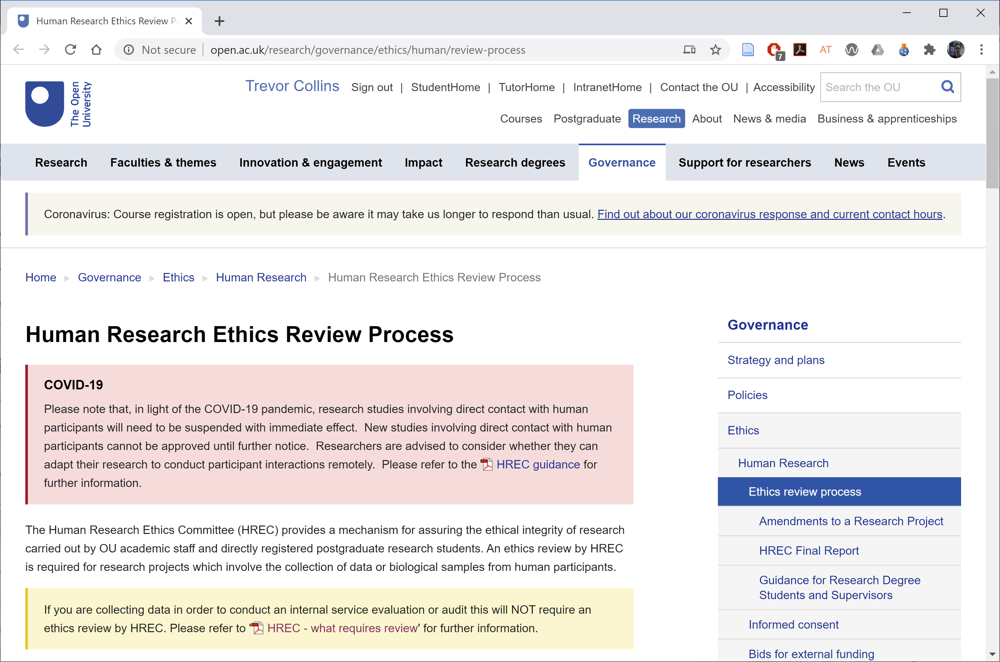 Human Research Ethics Review P
Not secure
open.ac.uk/research/governance/ethics/human/review-process
7
AT
The Open
University
Trevor Collins
Sign out | StudentHome | TutorHome | IntranetHome | Contact the OU | Accessibility
Search the OU
Courses Postgraduate Research About News & media Business & apprenticeships
Research Faculties & themes Innovation & engagement Impact Research degrees Governance Support for researchers News Events
Coronavirus: Course registration is open, but please be aware it may take us longer to respond than usual. Find out about our coronavirus response and current contact hours.
Home Governance Ethics Human Research Human Research Ethics Review Process
Human Research Ethics Review Process
COVID-19
Please note that, in light of the COVID-19 pandemic, research studies involving direct contact with human
participants will need to be suspended with immediate effect. New studies involving direct contact with human
participants cannot be approved until further notice. Researchers are advised to consider whether they can
adapt their research to conduct participant interactions remotely. Please refer to the HREC guidance for
further information.
The Human Research Ethics Committee (HREC) provides a mechanism for assuring the ethical integrity of research
carried out by OU academic staff and directly registered postgraduate research students. An ethics review by HREC
is required for research projects which involve the collection of data or biological samples from human participants.
If you are collecting data in order to conduct an internal service evaluation or audit this will NOT require an
ethics review by HREC. Please refer to 'HREC - what requires review' for further information.
Governance
Strategy and plans
Policies
Ethics
Human Research
Ethics review process
Amendments to a Research Project
HREC Final Report
Guidance for Research Degree
Students and Supervisors
Informed consent
Bids for external funding